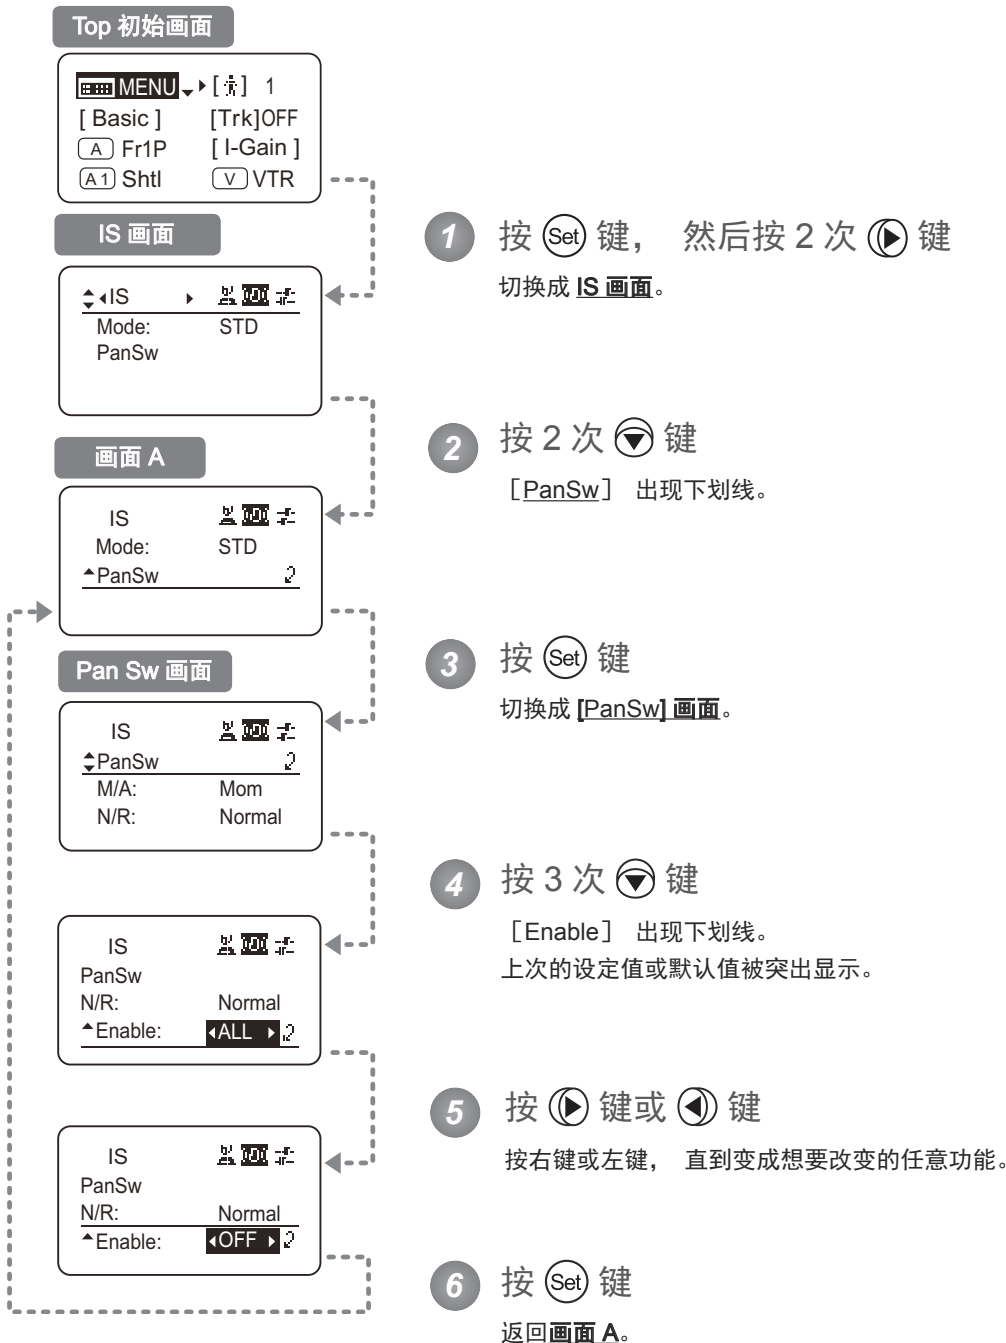 Top 初始画面
MENU [ ] 1
[ Basic ] [Trk]OFF
A Fr1P [ I-Gain ]
A1 Shtl V VTR
IS 画面
IS
Mode: STD
PanSw
画面 A
IS
Mode: STD
PanSw
Pan Sw 画面
IS
PanSw
M/A: Mom
N/R: Normal
IS
PanSw
N/R: Normal
Enable: ALL
IS
PanSw
N/R: Normal
Enable: OFF
1 按 Set 键， 然后按 2 次 键
切换成 IS 画面。
2 按 2 次 键
［PanSw］ 出现下划线。
3 按 Set 键
切换成 [PanSw] 画面。
4 按 3 次 键
［Enable］ 出现下划线。
上次的设定值或默认值被突出显示。
5 按 键或 键
按右键或左键， 直到变成想要改变的任意功能。
6 按 Set 键
返回画面 A。